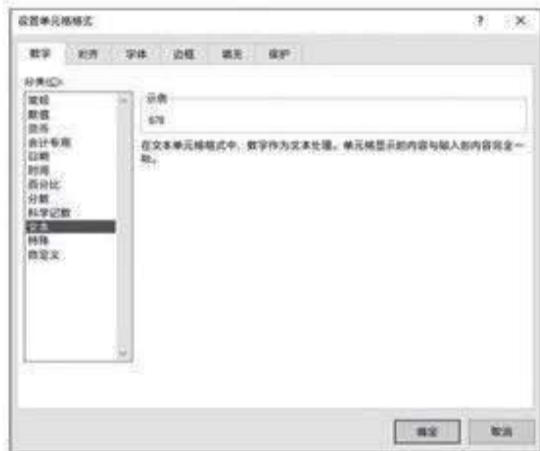 设置单元格格式 ? ×
数字 对齐 字体 边框 填充 保护
分类(C):
常规
数值
货币
会计专用
日期
时间
百分比
分数
科学记数
文本
特殊
自定义
示例
678
在文本单元格格式中，数字作为文本处理。单元格显示的内容与输入的内容完全一
致。
确定 取消